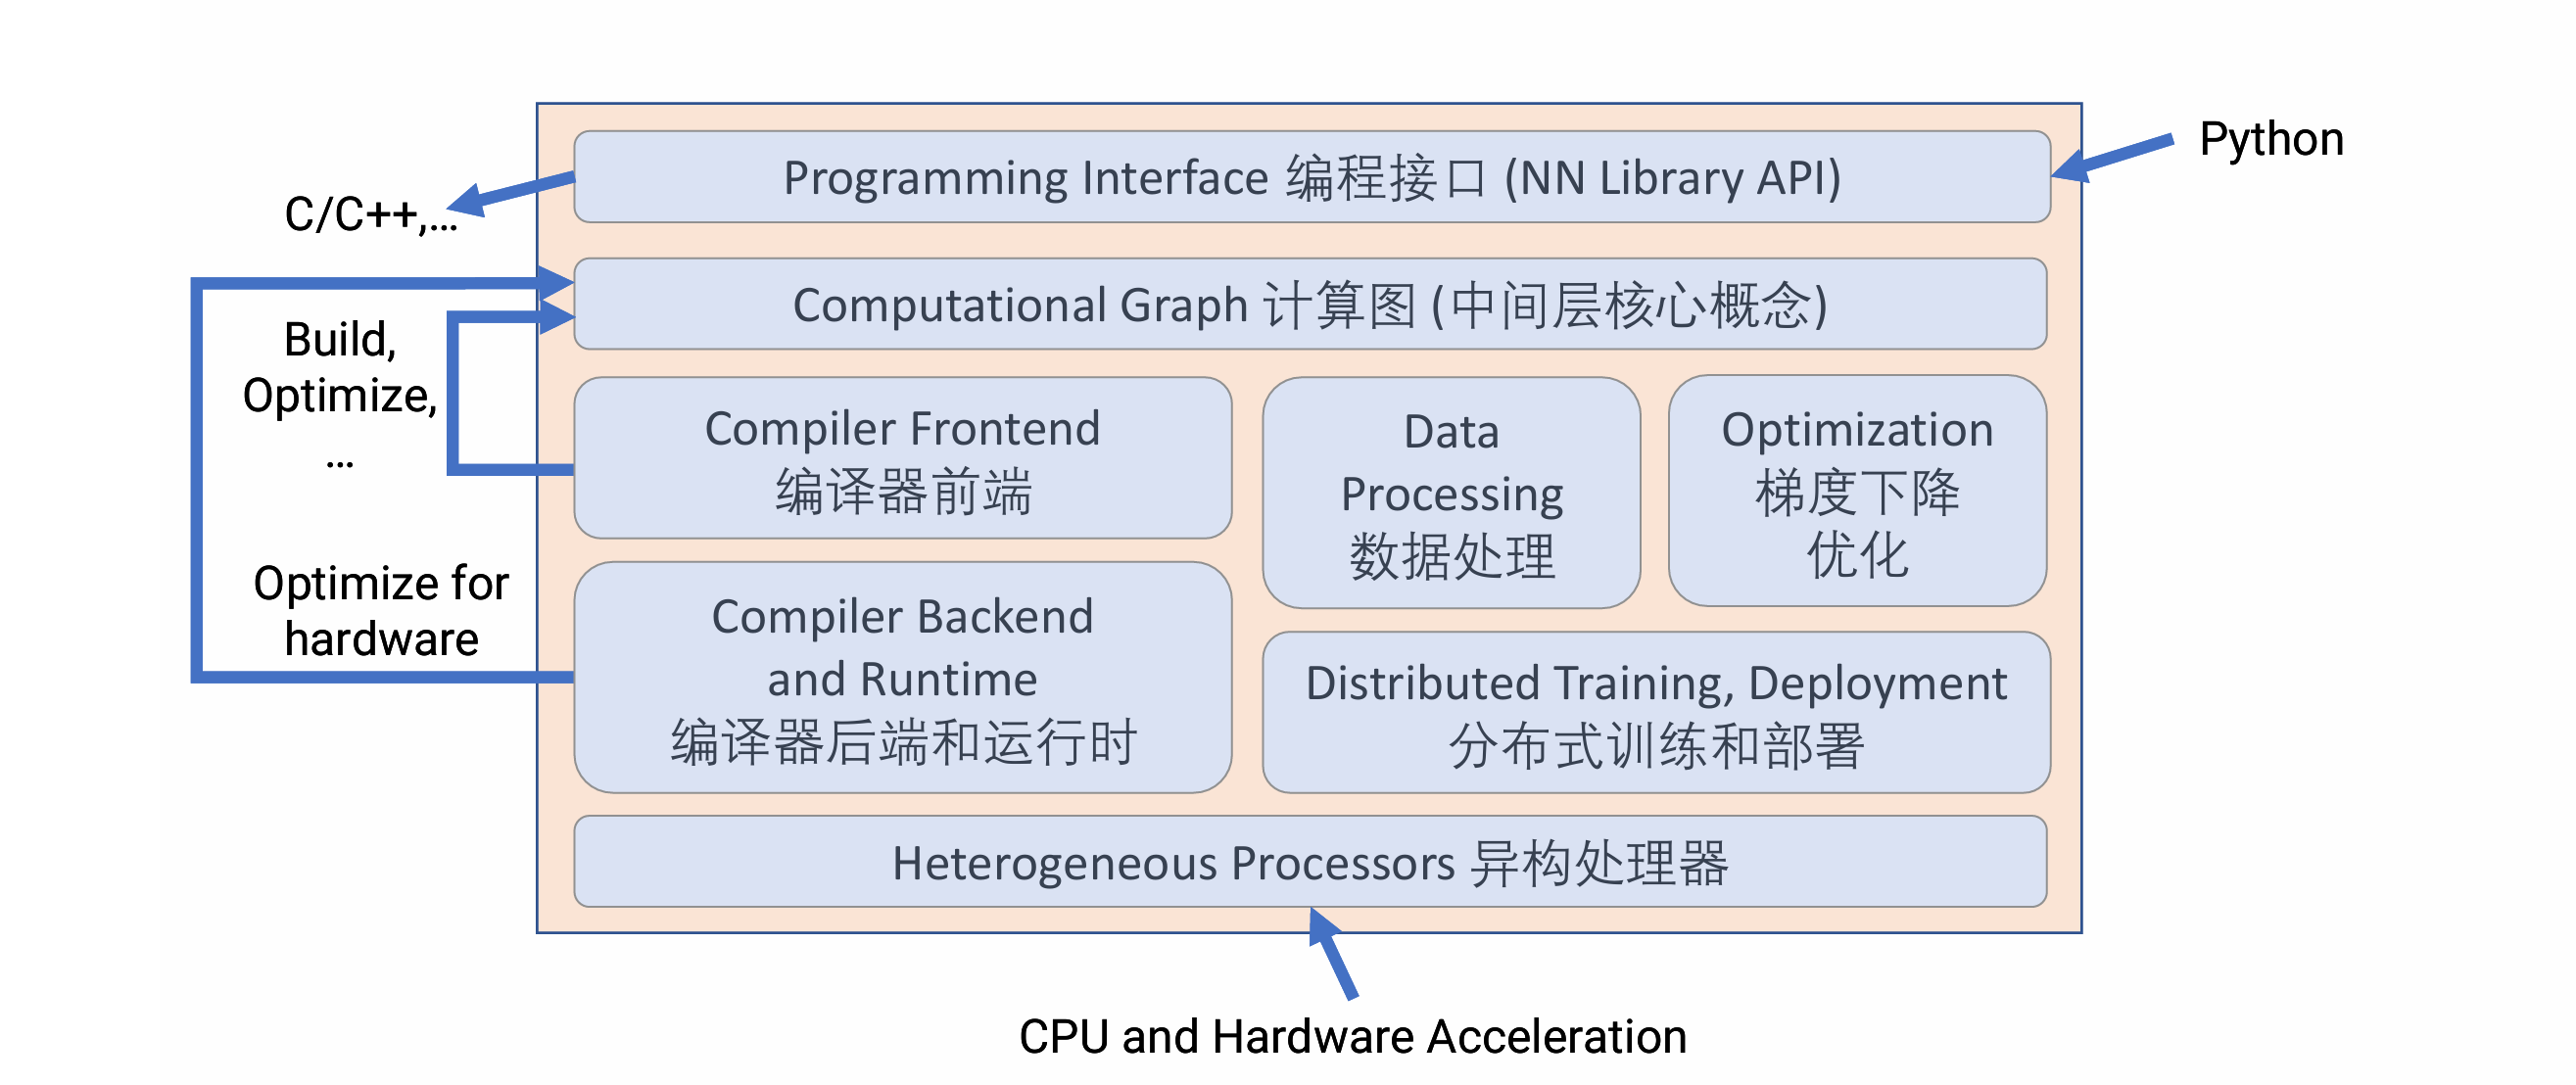 Programming Interface 编程接口 (NN Library API)
Python
C/C++,...
Computational Graph 计算图 (中间层核心概念)
Build,
Optimize,
...
Compiler Frontend
编译器前端
Data
Processing
数据处理
Optimization
梯度下降
优化
Optimize for
hardware
Compiler Backend
and Runtime
编译器后端和运行时
Distributed Training, Deployment
分布式训练和部署
Heterogeneous Processors 异构处理器
CPU and Hardware Acceleration